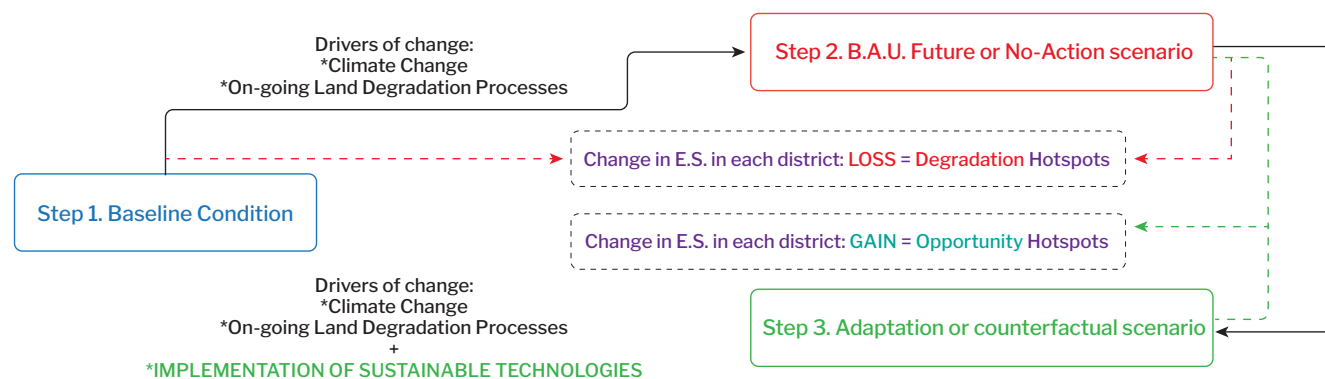 Drivers of change:
*Climate Change
*On-going Land Degradation Processes
Step 2. B.A.U. Future or No-Action scenario
Change in E.S. in each district: LOSS = Degradation Hotspots
Step 1. Baseline Condition
Change in E.S. in each district: GAIN = Opportunity Hotspots
Drivers of change:
*Climate Change
*On-going Land Degradation Processes
+
*IMPLEMENTATION OF SUSTAINABLE TECHNOLOGIES
Step 3. Adaptation or counterfactual scenario